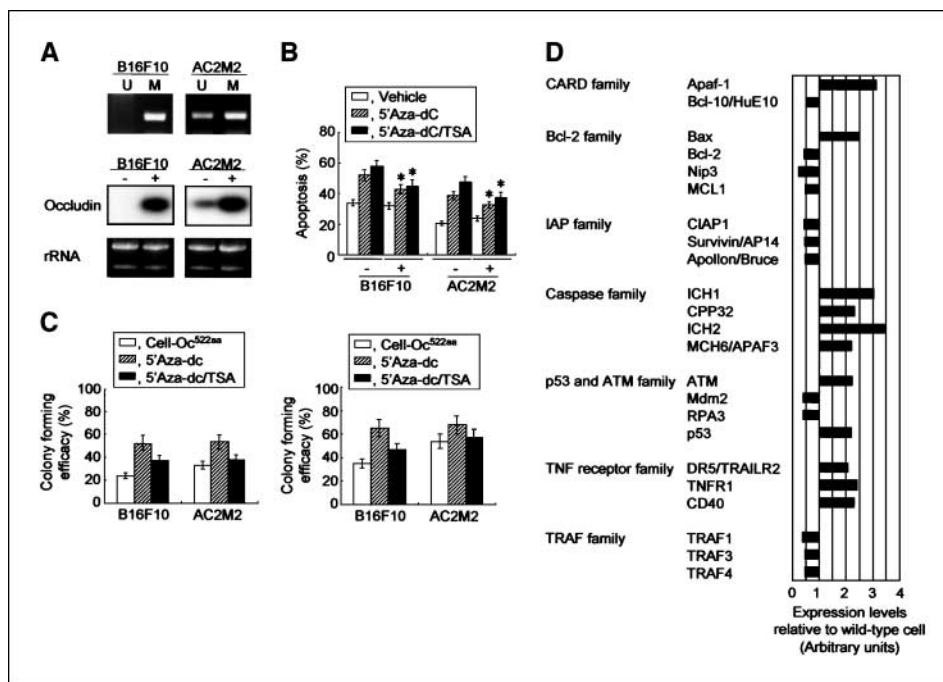 A
B16F10 AC2M2
U M U M
B16F10 AC2M2
- + - +
Occludin
rRNA
B
, Vehicle
, 5'Aza-dC
, 5'Aza-dC/TSA
Apoptosis (%)
80
60
40
20
0
* * * *
- + - +
B16F10 AC2M2
C
, Cell-Oc522aa
, 5'Aza-dc
, 5'Aza-dc/TSA
Colony forming
efficacy (%)
100
80
60
40
20
0
B16F10 AC2M2
, Cell-Oc522aa
, 5'Aza-dc
, 5'Aza-dc/TSA
Colony forming
efficacy (%)
100
80
60
40
20
0
B16F10 AC2M2
D
CARD family Apaf-1
Bcl-10/HuE10
Bcl-2 family Bax
Bcl-2
Nip3
MCL1
IAP family CIAP1
Survivin/AP14
Apollon/Bruce
Caspase family ICH1
CPP32
ICH2
MCH6/APAF3
p53 and ATM family ATM
Mdm2
RPA3
p53
TNF receptor family DR5/TRAILR2
TNFR1
CD40
TRAF family TRAF1
TRAF3
TRAF4
0 1 2 3 4
Expression levels
relative to wild-type cell
(Arbitrary units)